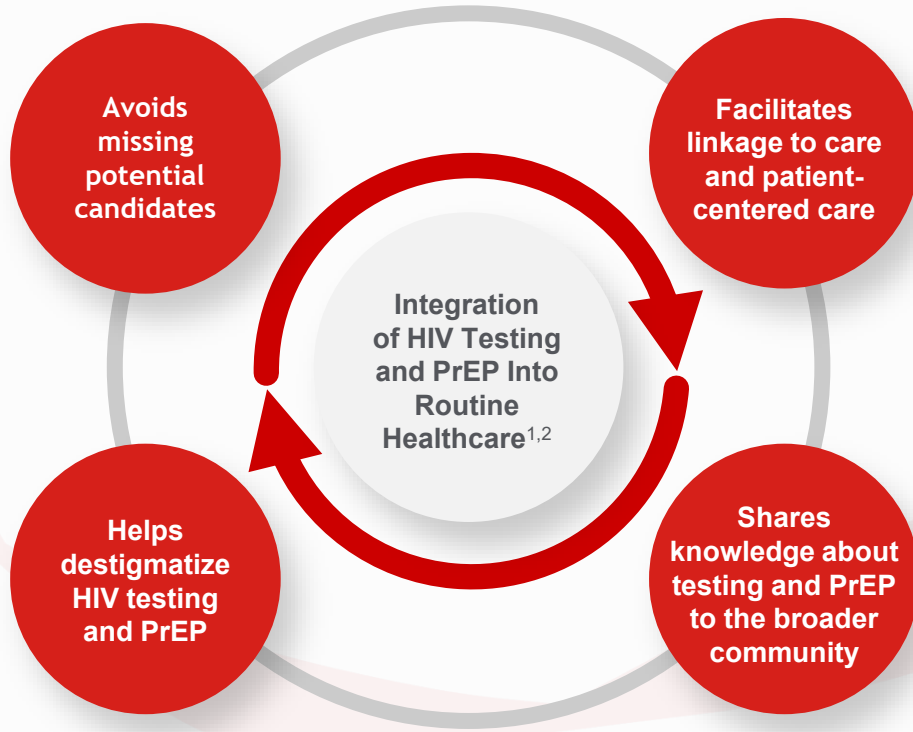 Avoids
missing
potential
candidates
Facilitates
linkage to care
and patient-
centered care
Integration
of HIV Testing
and PrEP Into
Routine
Healthcare1,2
Helps
destigmatize
HIV testing
and PrEP
Shares
knowledge about
testing and PrEP
to the broader
community